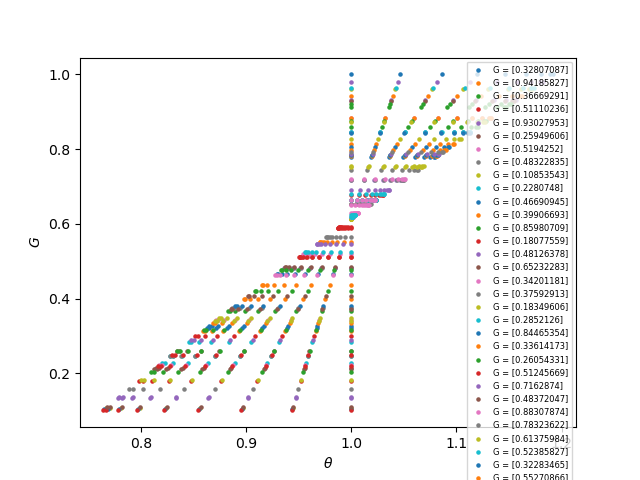 G
1.0
0.8
0.6
0.4
0.2
0.8
0.9
1.0
1.1
θ
G = [0.32807087]
G = [0.94185827]
G = [0.36669291]
G = [0.51110236]
G = [0.93027953]
G = [0.25949606]
G = [0.5194252]
G = [0.48322835]
G = [0.10853543]
G = [0.2280748]
G = [0.46690945]
G = [0.39906693]
G = [0.85980709]
G = [0.18077559]
G = [0.48126378]
G = [0.65232283]
G = [0.34201181]
G = [0.37592913]
G = [0.18349606]
G = [0.2852126]
G = [0.84465354]
G = [0.33614173]
G = [0.26054331]
G = [0.51245669]
G = [0.7162874]
G = [0.48372047]
G = [0.88307874]
G = [0.78323622]
G = [0.61375984]
G = [0.52385827]
G = [0.32283465]
G = [0.55270866]